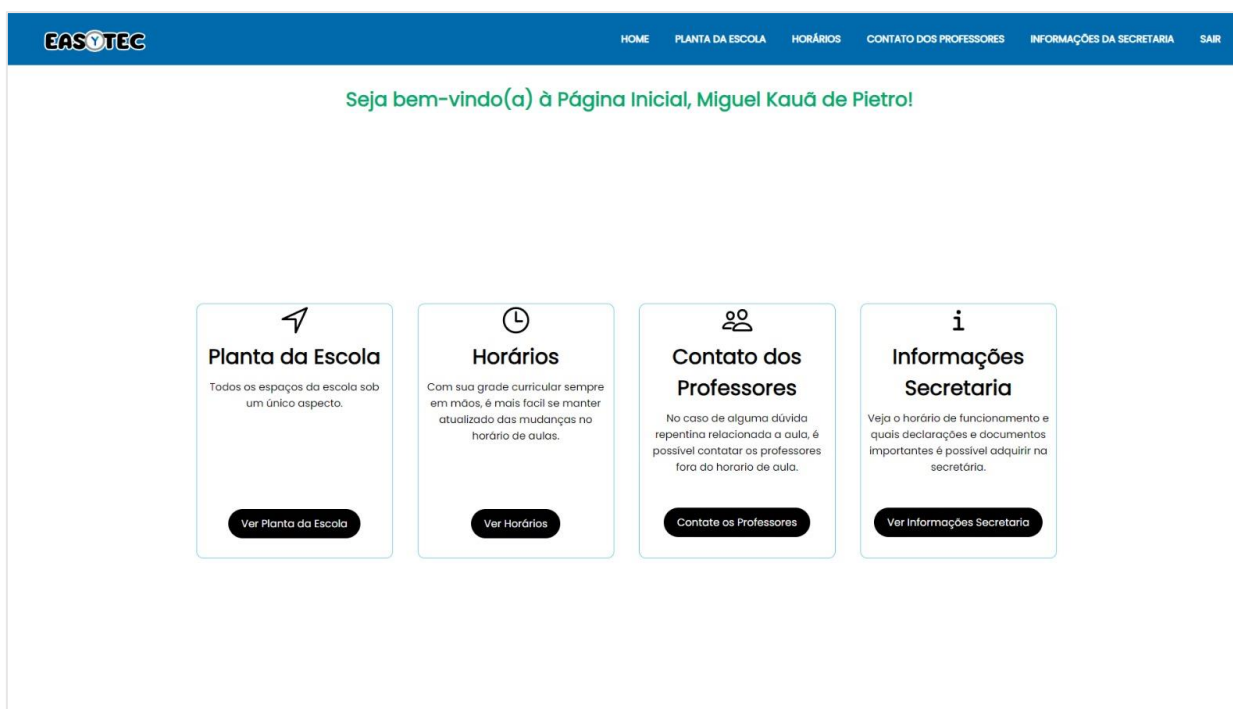 EASYTEC
HOME PLANTA DA ESCOLA HORÁRIOS CONTATO DOS PROFESSORES INFORMAÇÕES DA SECRETARIA SAIR
Seja bem-vindo(a) à Página Inicial, Miguel Kauã de Pietro!
Planta da Escola
Todos os espaços da escola sob
um único aspecto.
Ver Planta da Escola
Horários
Com sua grade curricular sempre
em mãos, é mais facil se manter
atualizado das mudanças no
horário de aulas.
Ver Horários
Contato dos
Professores
No caso de alguma dúvida
repentina relacionada a aula, é
possível contatar os professores
fora do horario de aula.
Contate os Professores
Informações
Secretaria
Veja o horário de funcionamento e
quais declarações e documentos
importantes é possível adquirir na
secretária.
Ver Informações Secretaria